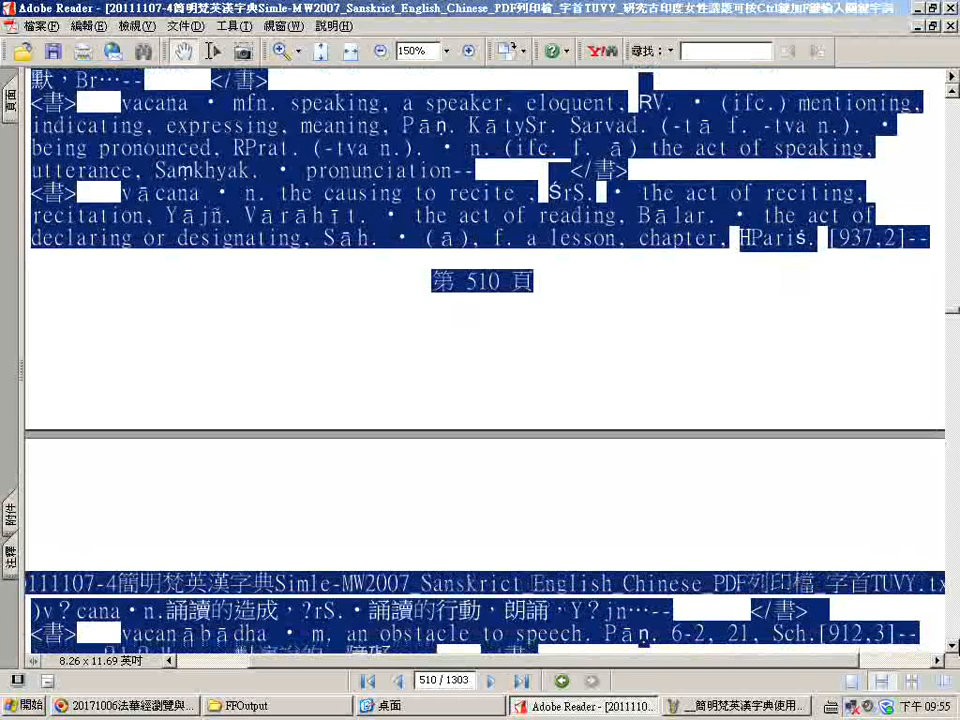 Adobe Reader - [20111107-4簡明梵英漢字典Simle-MW2007_Sanskrict_English_Chinese_PDF列印檔_字首TUVY_研究古印度女性議題可按Ctrl鍵加F鍵輸入關鍵字詞
檔案(F) 編輯(E) 檢視(V) 文件(D) 工具(T) 視窗(W) 說明(H)
150% 尋找：
頁面
默，Br…-- </書>
<書> vacana • mfn. speaking, a speaker, eloquent, ṚV. • (ifc.) mentioning,
indicating, expressing, meaning, Pāṇ. KātySr. Sarvad. (-tā f. -tva n.). •
being pronounced, RPrat. (-tva n.). • n. (ifc. f. ā) the act of speaking,
utterance, Saṃkhyak. • pronunciation-- </書>
<書> vācana • n. the causing to recite , ŚrS. • the act of reciting,
recitation, Yājñ. Vārāhīt. • the act of reading, Bālar. • the act of
declaring or designating, Sāh. • (ā), f. a lesson, chapter, HPariś. [937,2]--
第 510 頁
附件
注釋
111107-4簡明梵英漢字典Simle-MW2007_Sanskrict_English_Chinese_PDF列印檔_字首TUVY.tx
)v？cana•n.誦讀的造成，?rS.•誦讀的行動，朗誦，Y？jn…-- </書>
<書> vacanābādha • m. an obstacle to speech. Pāṇ. 6-2, 21, Sch.[912,3]--
8.26 x 11.69 英吋
510 / 1303
開始 20171006法華經瀏覽與... FFOutput 桌面 Adobe Reader - [2011110... __簡明梵英漢字典使用... 下午 09:55